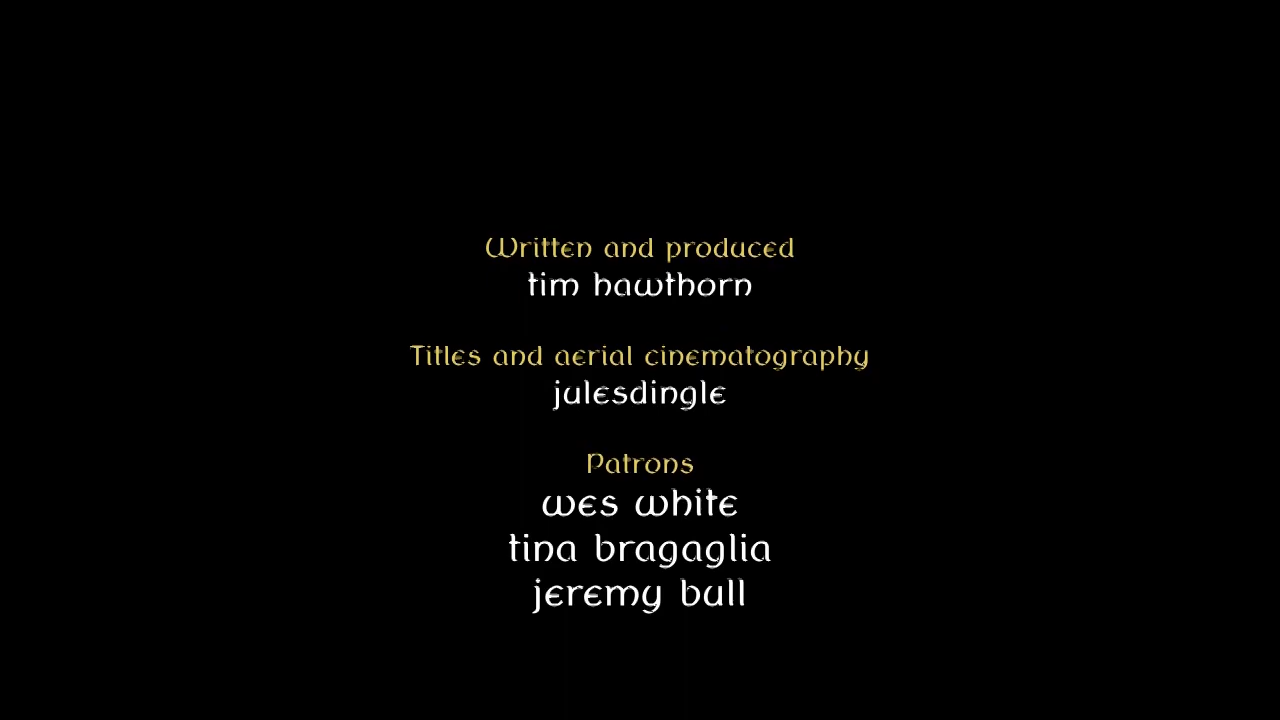 Written and produced
tim hawthorn
Titles and aerial cinematography
julesdingle
Patrons
wes white
tina bragaglia
jeremy bull